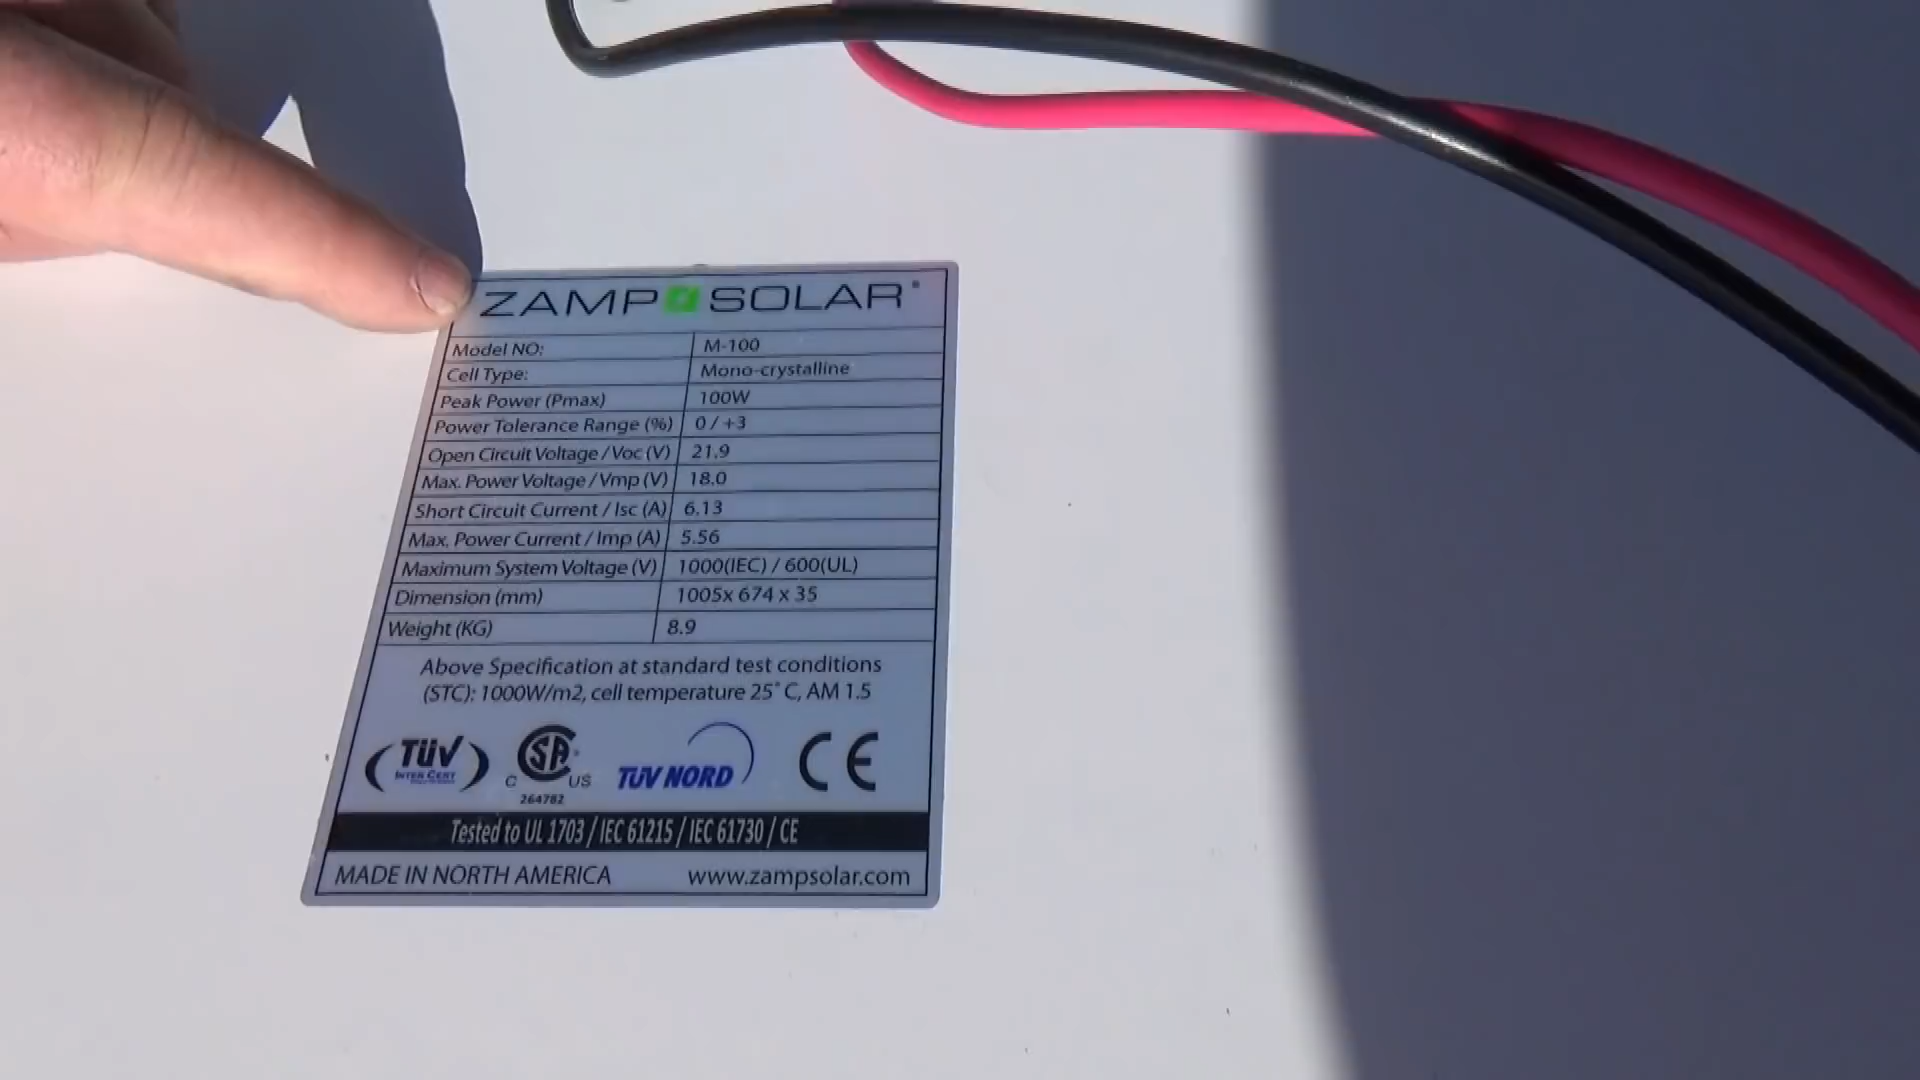 ZAMP SOLAR
Model NO: M-100
Cell Type: Mono-crystalline
Peak Power (Pmax) 100W
Power Tolerance Range (%) 0 / +3
Open Circuit Voltage / Voc (V) 21.9
Max. Power Voltage / Vmp (V) 18.0
Short Circuit Current / Isc (A) 6.13
Max. Power Current / Imp (A) 5.56
Maximum System Voltage (V) 1000(IEC) / 600(UL)
Dimension (mm) 1005x 674 x 35
Weight (KG) 8.9
Above Specification at standard test conditions
(STC): 1000W/m2, cell temperature 25° C, AM 1.5
TÜV
INTER CERT
C SA US
264782
TÜV NORD
CE
Tested to UL 1703 / IEC 61215 / IEC 61730 / CE
MADE IN NORTH AMERICA www.zampsolar.com